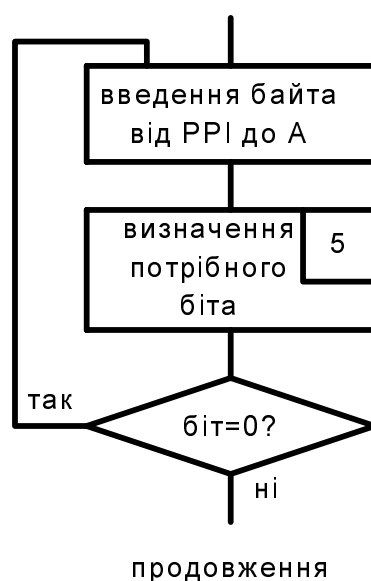 введення байта
від PPI до А
визначення
5
потрібного
біта
так
біт=0?
ні
продовження